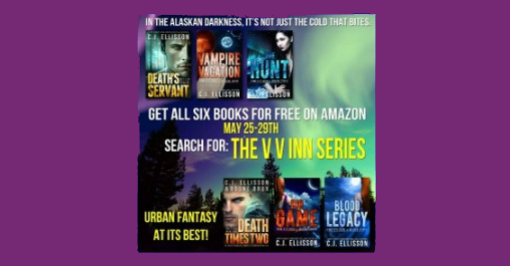 IN THE ALASKAN DARKNESS, IT'S NOT JUST THE COLD THAT BITES.
C.J. ELLISON
DEATH'S
SERVANT
VAMPIRE
VACATION
C.J. ELLISSON
HUNT
ELLISSON
GET ALL SIX BOOKS FOR FREE ON AMAZON
MAY 25-29TH
SEARCH FOR: THE V V INN SERIES
URBAN FANTASY
AT ITS BEST!
C.J. ELLISSON
DEATH
TIMES TWO
GAME
C.J. ELLISSON
BLOOD
LEGACY
C.J. ELLISSON